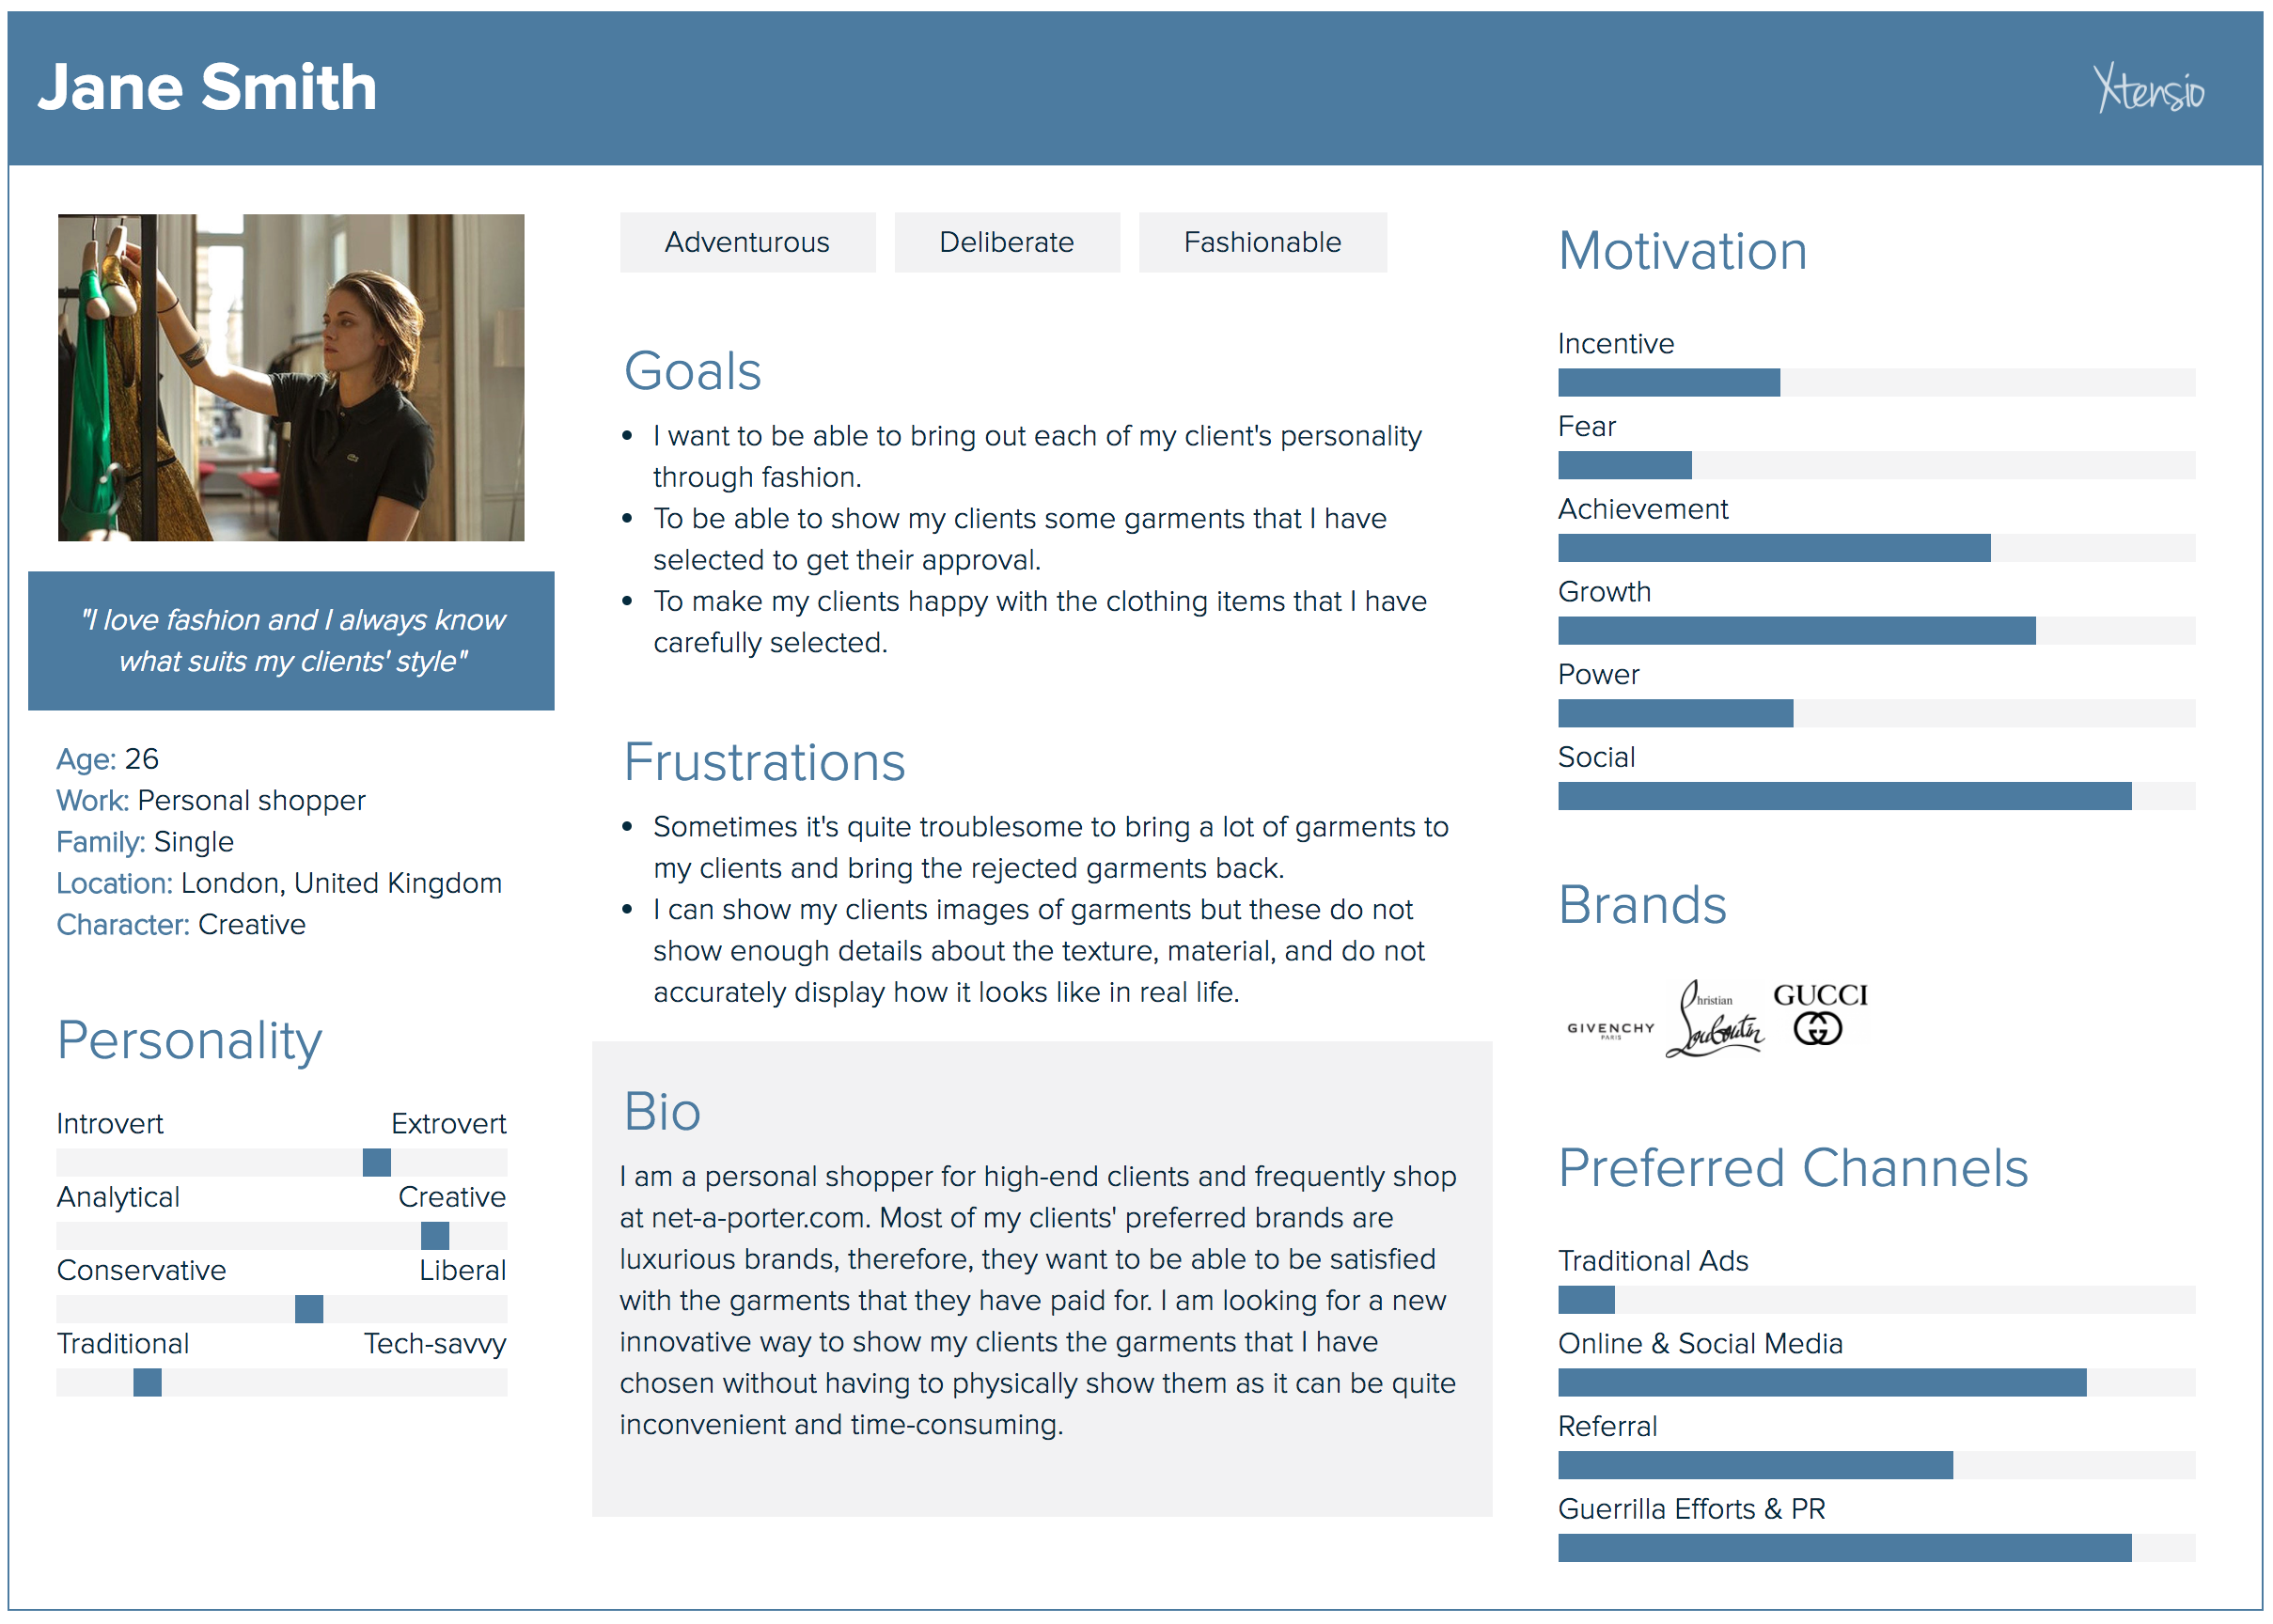 Jane Smith
Xtensio
"I love fashion and I always know
what suits my clients' style"
Age: 26
Work: Personal shopper
Family: Single
Location: London, United Kingdom
Character: Creative
Personality
Introvert Extrovert
Analytical Creative
Conservative Liberal
Traditional Tech-savvy
Adventurous Deliberate Fashionable
Goals
• I want to be able to bring out each of my client's personality
through fashion.
• To be able to show my clients some garments that I have
selected to get their approval.
• To make my clients happy with the clothing items that I have
carefully selected.
Frustrations
• Sometimes it's quite troublesome to bring a lot of garments to
my clients and bring the rejected garments back.
• I can show my clients images of garments but these do not
show enough details about the texture, material, and do not
accurately display how it looks like in real life.
Bio
I am a personal shopper for high-end clients and frequently shop
at net-a-porter.com. Most of my clients' preferred brands are
luxurious brands, therefore, they want to be able to be satisfied
with the garments that they have paid for. I am looking for a new
innovative way to show my clients the garments that I have
chosen without having to physically show them as it can be quite
inconvenient and time-consuming.
Motivation
Incentive
Fear
Achievement
Growth
Power
Social
Brands
GIVENCHY
PARIS
Christian
Louboutin
GUCCI
Preferred Channels
Traditional Ads
Online & Social Media
Referral
Guerrilla Efforts & PR